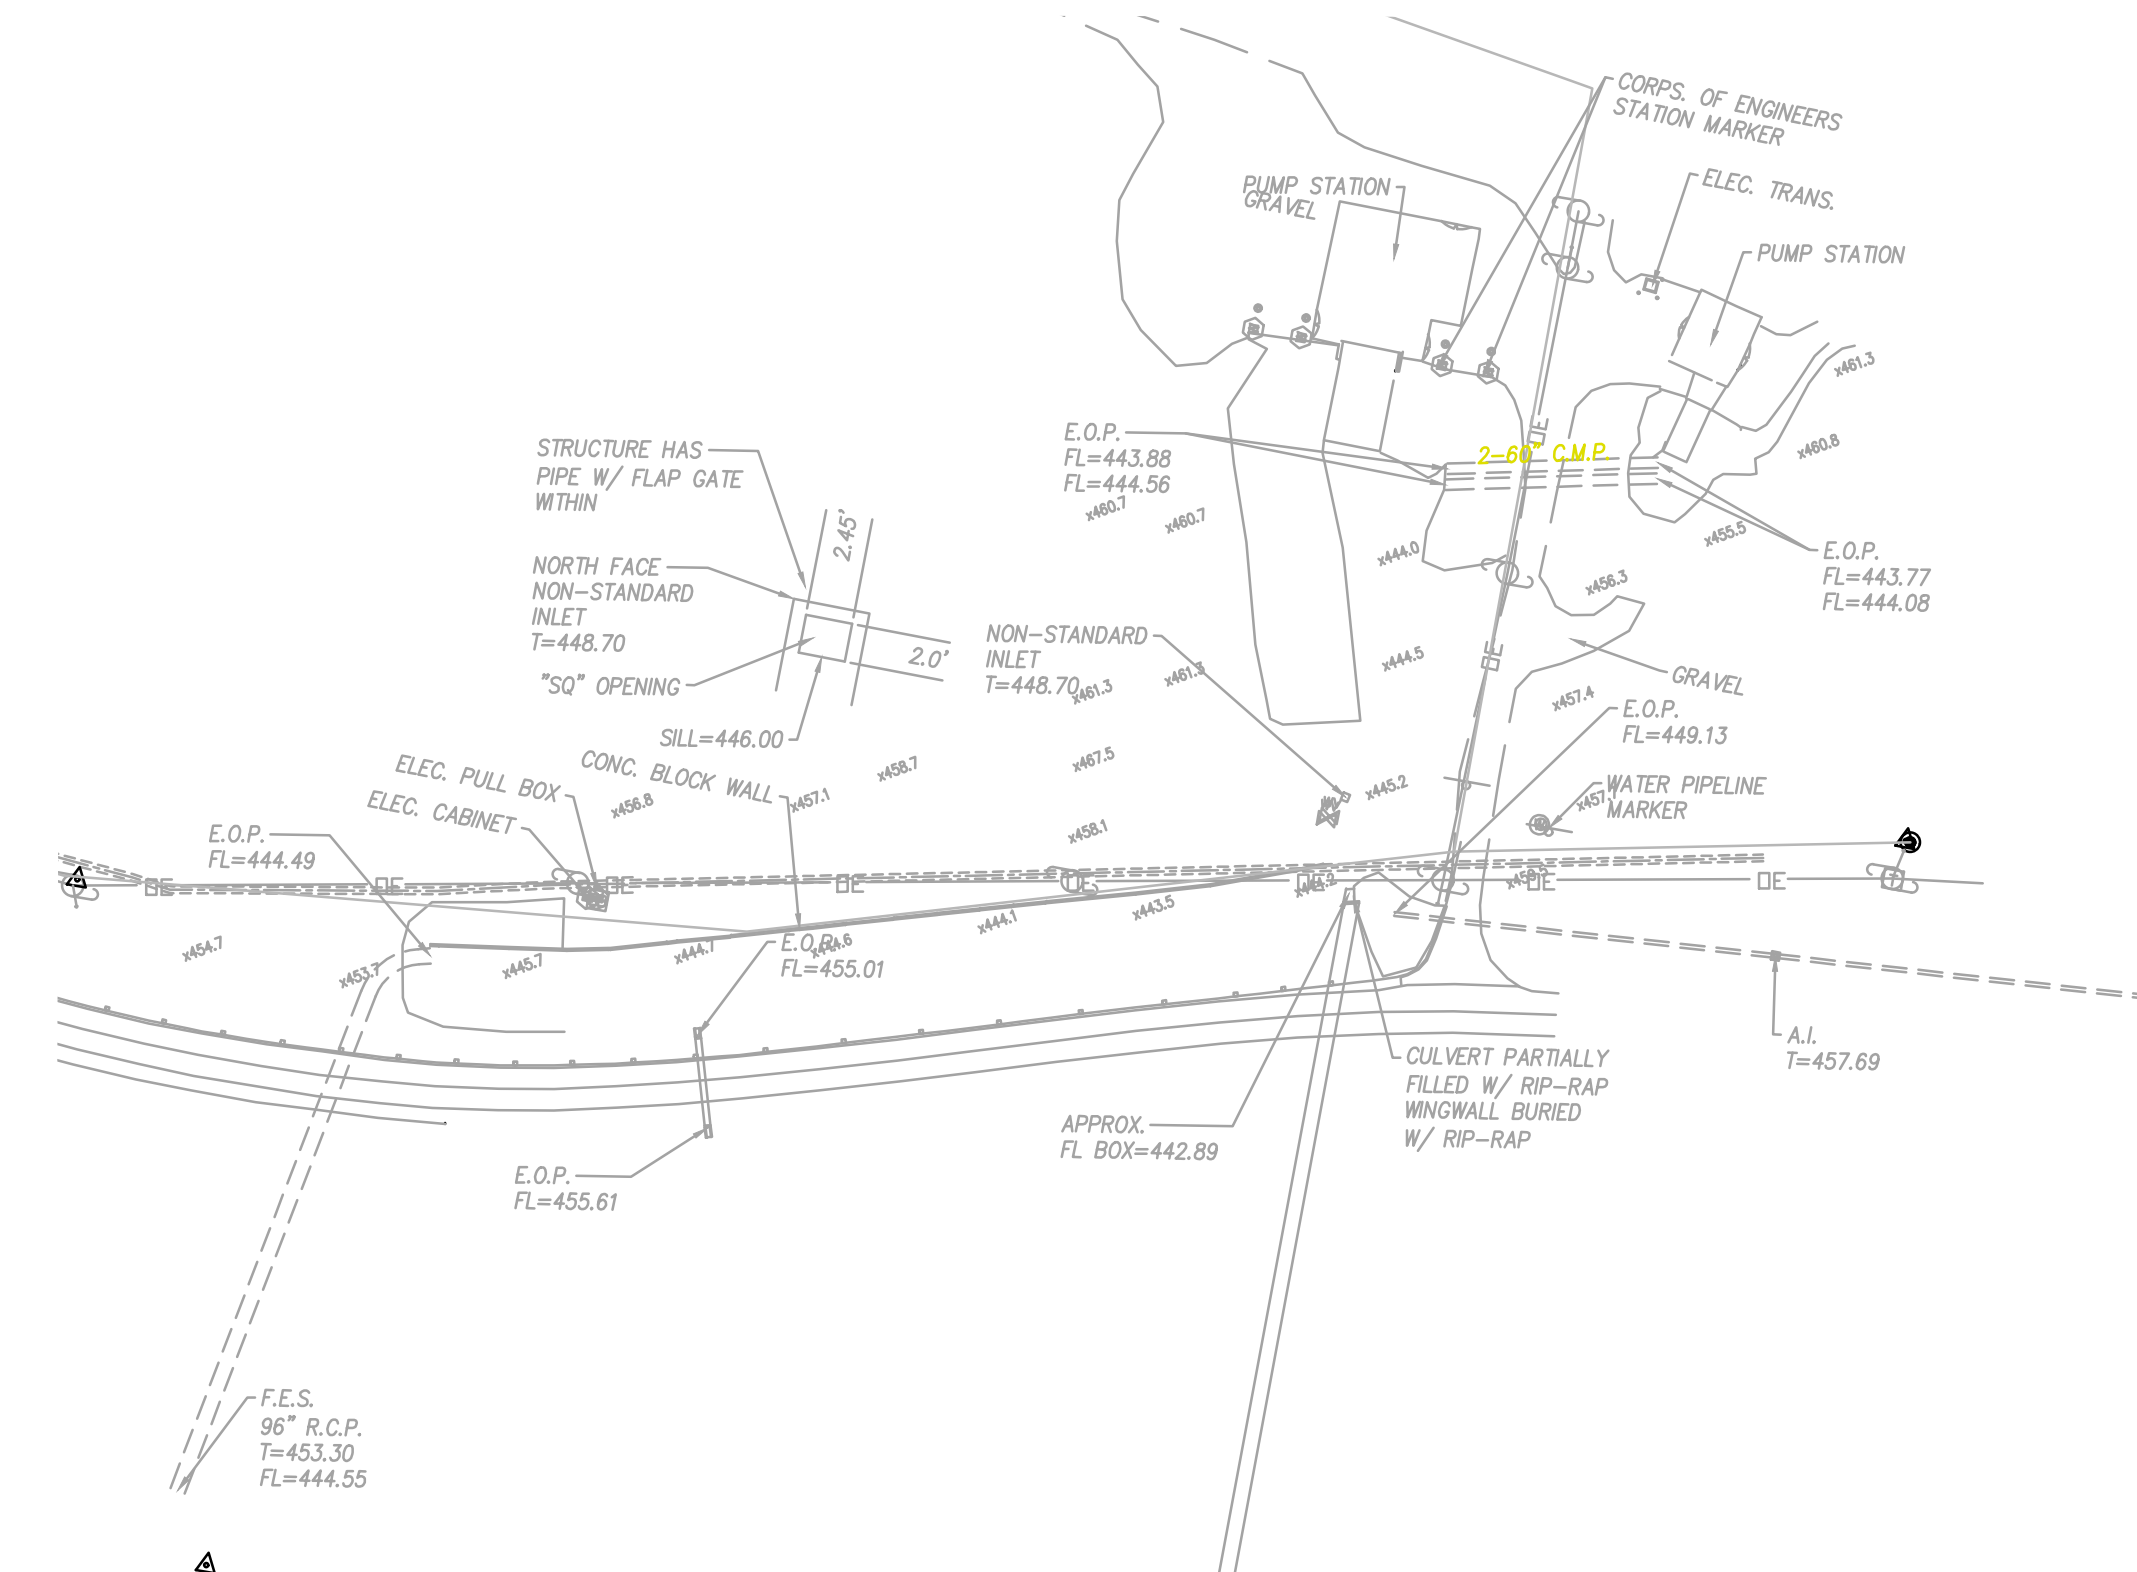 CORPS. OF ENGINEERS
STATION MARKER
PUMP STATION
GRAVEL
ELEC. TRANS.
PUMP STATION
x461.3
x460.8
E.O.P.
FL=443.88
FL=444.56
2-60" C.M.P.
STRUCTURE HAS
PIPE W/ FLAP GATE
WITHIN
2.45'
x460.7
x460.7
x444.0
x455.5
E.O.P.
FL=443.77
FL=444.08
x456.3
NORTH FACE
NON-STANDARD
INLET
T=448.70
2.0'
"SQ" OPENING
SILL=446.00
NON-STANDARD
INLET
T=448.70
x461.3
x461.3
x444.5
GRAVEL
x457.4
E.O.P.
FL=449.13
ELEC. PULL BOX
ELEC. CABINET
CONC. BLOCK WALL
x456.8
x457.1
x458.7
x467.5
x458.1
x445.2
WATER PIPELINE
MARKER
E.O.P.
FL=444.49
E
E
E
E
E
E
E
E
E
x443.5
x444.1
x444.6
x444.7
x445.7
x453.7
x454.7
E.O.P.
FL=455.01
A.I.
T=457.69
CULVERT PARTIALLY
FILLED W/ RIP-RAP
WINGWALL BURIED
W/ RIP-RAP
APPROX.
FL BOX=442.89
E.O.P.
FL=455.61
F.E.S.
96" R.C.P.
T=453.30
FL=444.55